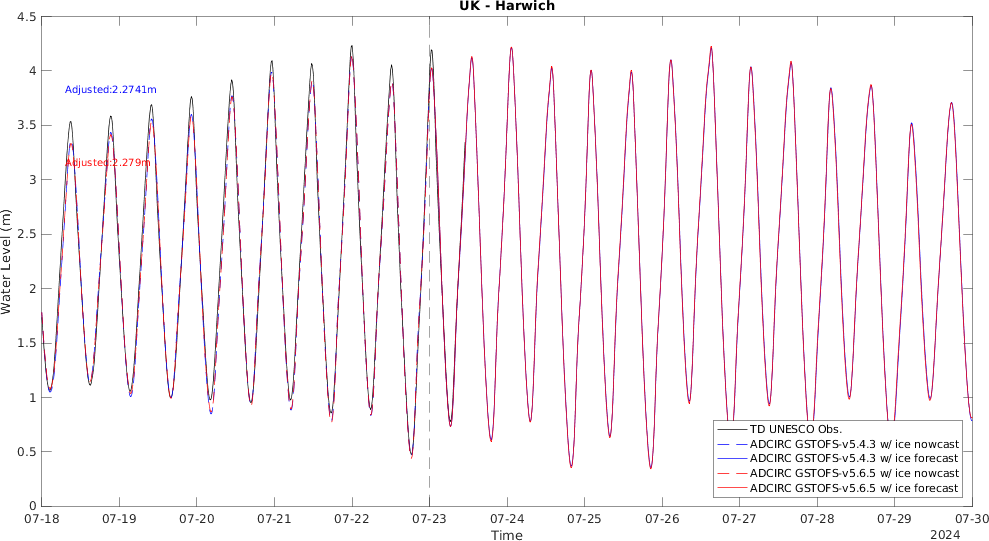 UK - Harwich
4.5
4
3.5
3
2.5
2
1.5
1
0.5
0
Water Level (m)
Adjusted:2.2741m
Adjusted:2.279m
TD UNESCO Obs.
ADCIRC GSTOFS-v5.4.3 w/ ice nowcast
ADCIRC GSTOFS-v5.4.3 w/ ice forecast
ADCIRC GSTOFS-v5.6.5 w/ ice nowcast
ADCIRC GSTOFS-v5.6.5 w/ ice forecast
07-18 07-19 07-20 07-21 07-22 07-23 07-24 07-25 07-26 07-27 07-28 07-29 07-30
Time
2024